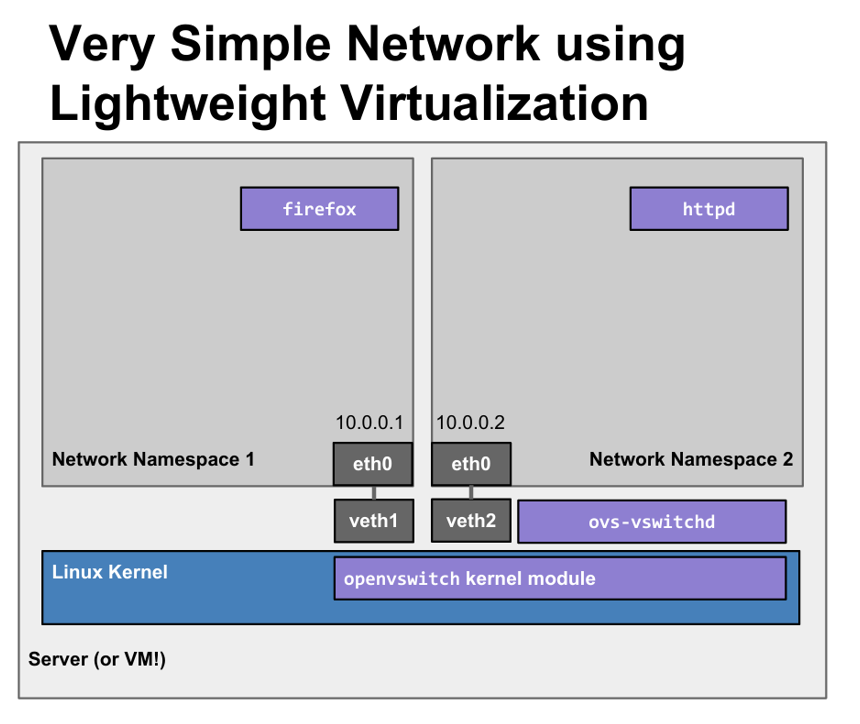 Very Simple Network using
Lightweight Virtualization
firefox
httpd
10.0.0.1
10.0.0.2
Network Namespace 1
eth0
eth0
Network Namespace 2
veth1
veth2
ovs-vswitchd
Linux Kernel
openvswitch kernel module
Server (or VM!)